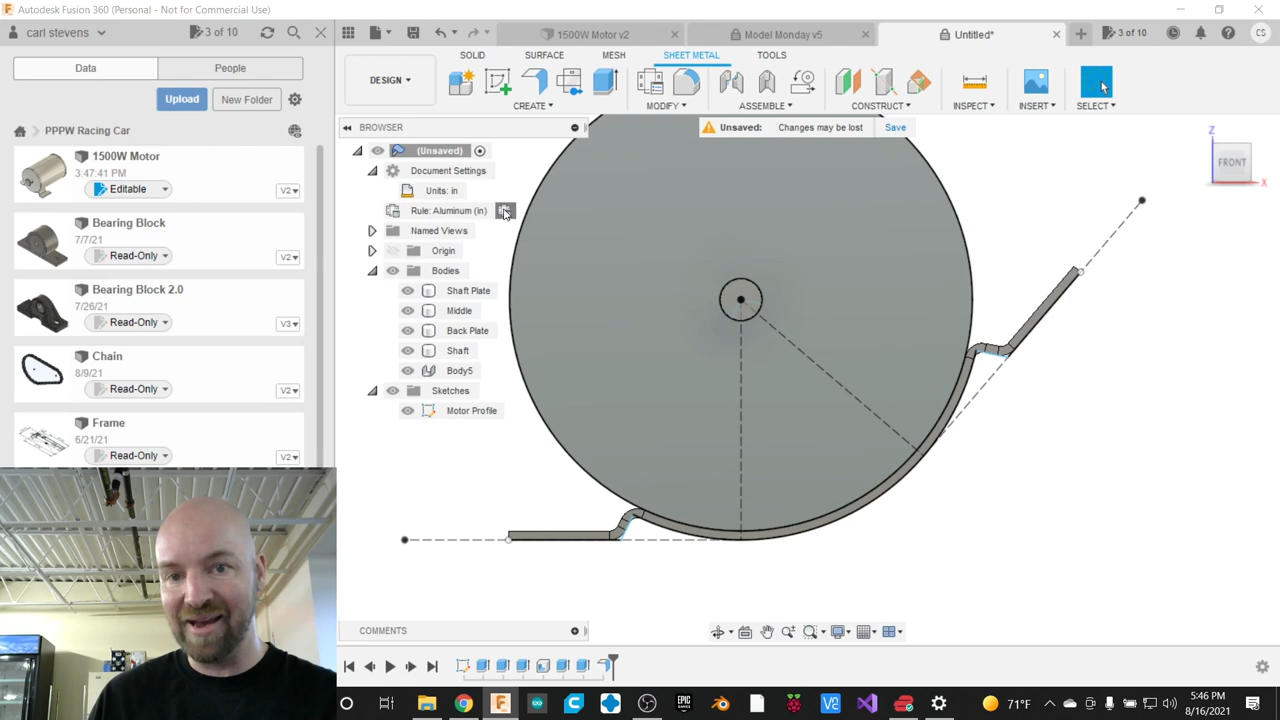 Autodesk Fusion 360 (Personal - Not for Commercial Use)
carl stevens
3 of 10
1500W Motor v2
Model Monday v5
Untitled*
3 of 10
CS
Data
People
Upload
New Folder
PPPW Racing Car
1500W Motor
3:47:41 PM
Editable
V2
Bearing Block
7/7/21
Read-Only
V2
Bearing Block 2.0
7/26/21
Read-Only
V3
Chain
8/9/21
Read-Only
V2
Frame
6/21/21
Read-Only
V2
DESIGN
SOLID
SURFACE
MESH
SHEET METAL
TOOLS
CREATE
MODIFY
ASSEMBLE
CONSTRUCT
INSPECT
INSERT
SELECT
BROWSER
Unsaved:
Changes may be lost
Save
(Unsaved)
Document Settings
Units: in
Rule: Aluminum (in)
Named Views
Origin
Bodies
Shaft Plate
Middle
Back Plate
Shaft
Body5
Sketches
Motor Profile
Z
FRONT
X
COMMENTS
71°F
5:46 PM
8/16/2021